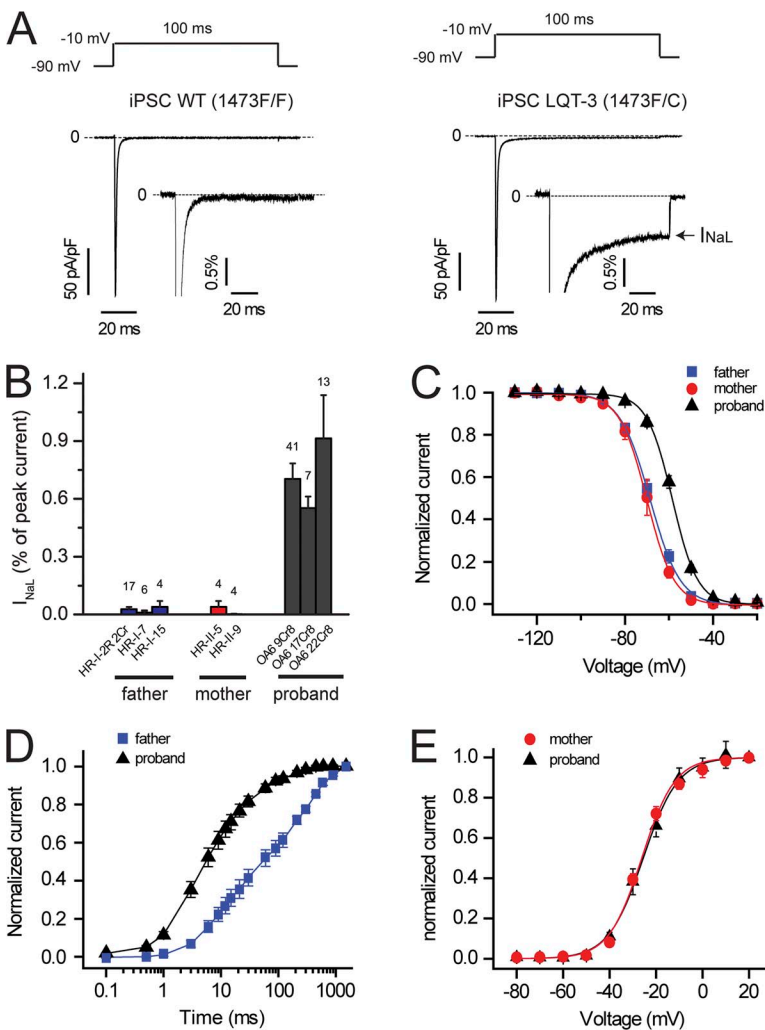 A
-10 mV
100 ms
-90 mV
iPSC WT (1473F/F)
0
0
50 pA/pF
0.5%
20 ms
20 ms
-10 mV
100 ms
-90 mV
iPSC LQT-3 (1473F/C)
0
0
INaL
50 pA/pF
0.5%
20 ms
20 ms
B
INaL (% of peak current)
1.2
0.9
0.6
0.3
0.0
17
6
4
4
4
41
7
13
HR-I-2R 2Cr
HR-I-7
HR-I-15
HR-II-5
HR-II-9
OA6 9Cr8
OA6 17Cr8
OA6 22Cr8
father
mother
proband
C
father
mother
proband
Normalized current
1.0
0.8
0.6
0.4
0.2
0.0
-120
-80
-40
Voltage (mV)
D
father
proband
Normalized current
1.0
0.8
0.6
0.4
0.2
0.0
0.1
1
10
100
1000
Time (ms)
E
mother
proband
normalized current
1.0
0.8
0.6
0.4
0.2
0.0
-80
-60
-40
-20
0
20
Voltage (mV)